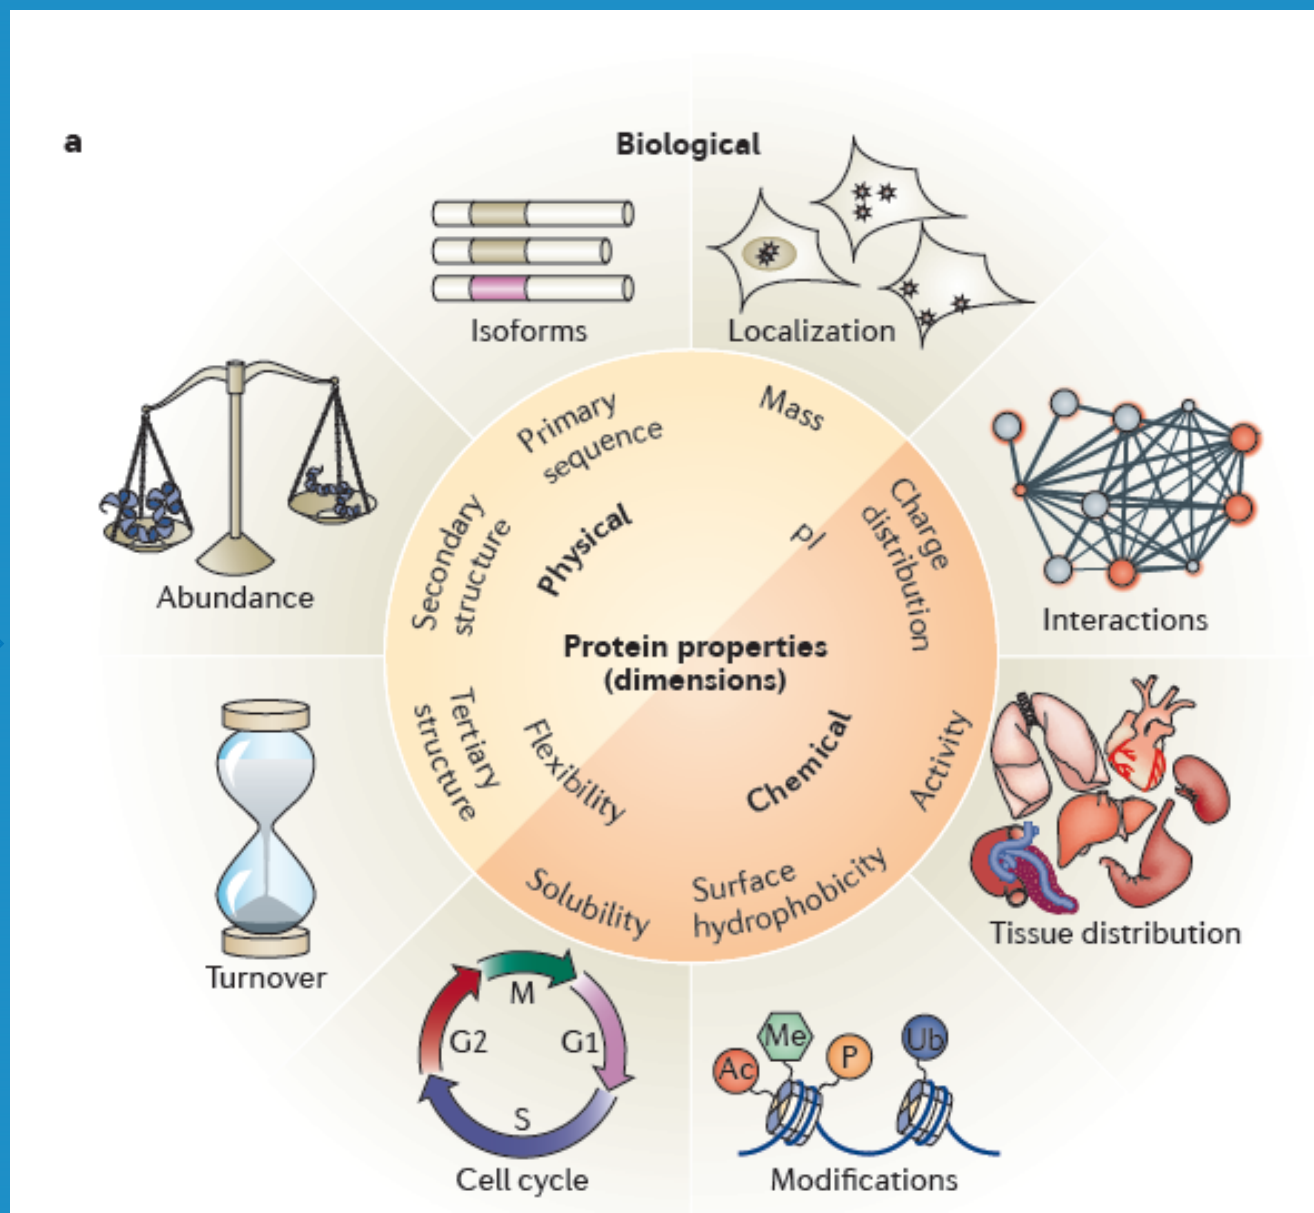 a
Biological
Isoforms
Localization
Abundance
Interactions
Turnover
Tissue distribution
Cell cycle
M
G2
G1
S
Modifications
Ac
Me
P
Ub
Primary
sequence
Mass
Secondary
structure
Physical
pI
Charge
distribution
Protein properties
(dimensions)
Tertiary
structure
Flexibility
Chemical
Activity
Solubility
Surface
hydrophobicity